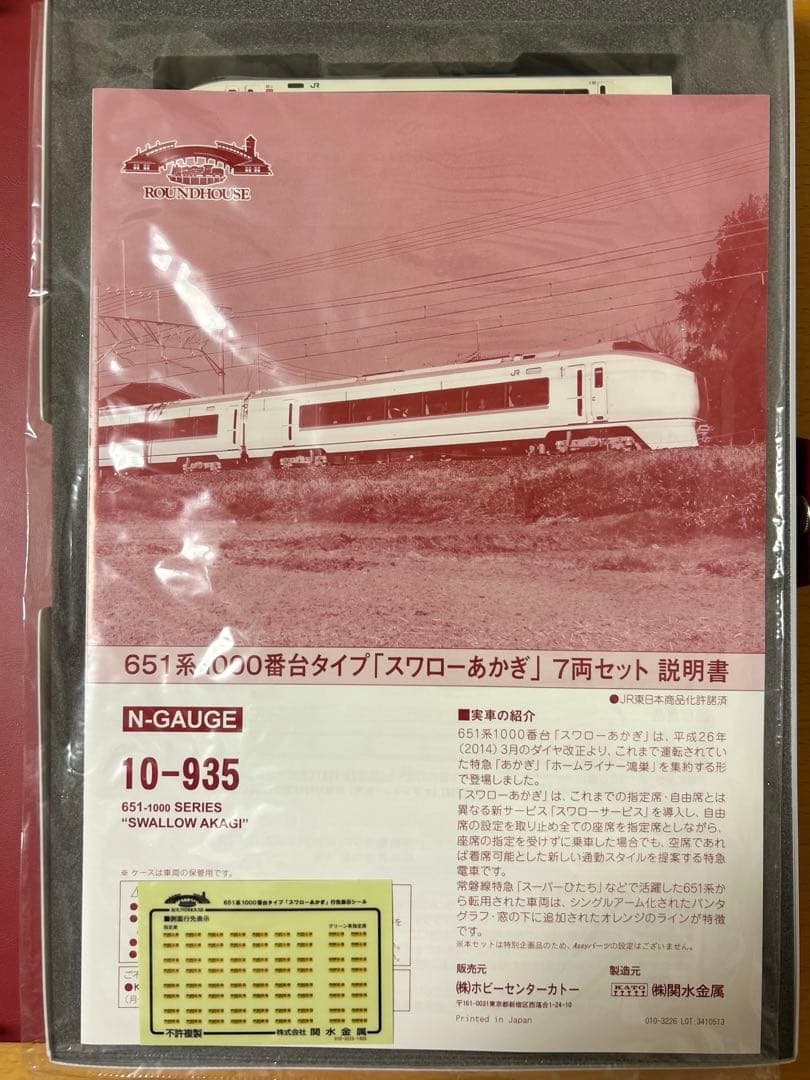 JR
ROUNDHOUSE
JR
651系1000番台タイプ「スワローあかぎ」 7両セット 説明書
●JR東日本商品化許諾済
N-GAUGE
10-935
651-1000 SERIES
“SWALLOW AKAGI”
※ ケースは車両の保管用です。
■実車の紹介
651系1000番台「スワローあかぎ」は、平成26年
(2014) 3月のダイヤ改正より、これまで運転されてい
た特急「あかぎ」「ホームライナー鴻巣」を集約する形
で登場しました。
「スワローあかぎ」は、これまでの指定席・自由席とは
異なる新サービス「スワローサービス」を導入し、自由
席の設定を取り止め全ての座席を指定席としながら、
座席の指定を受けずに乗車した場合でも、空席であれ
ば着席可能とした新しい通勤スタイルを提案する特急
電車です。
常磐線特急「スーパーひたち」などで活躍した651系か
ら転用された車両は、シングルアーム化されたパンタ
グラフ・窓の下に追加されたオレンジのラインが特徴
です。
※本セットは特別企画品のため、Assyパーツの設定はございません。
販売元
㈱ホビーセンターカトー
〒161-0031東京都新宿区西落合1-24-10
Printed in Japan
製造元
KATO ㈱関水金属
010-3226 LOT:3410513
ROUNDHOUSE
651系1000番台タイプ「スワローあかぎ」行先表示シール
■側面行先表示
指定席
グリーン車指定席
不許複製
株式会社 関水金属